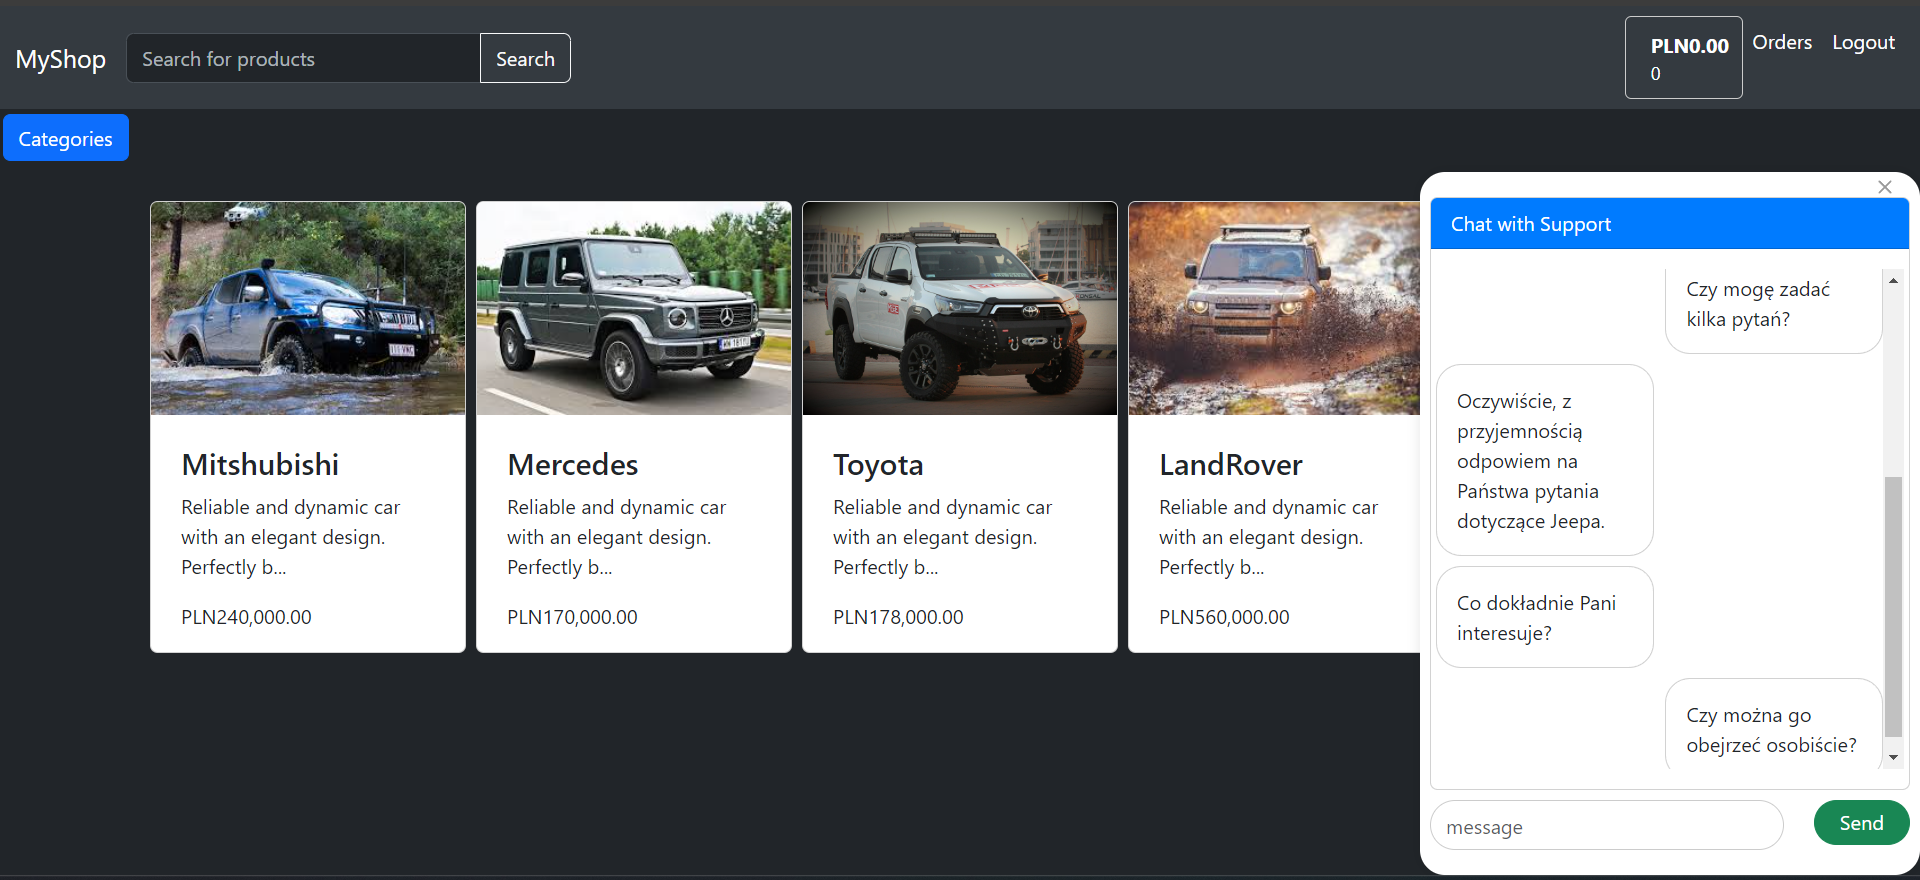 MyShop
Search for products
Search
PLN0.00
0
Orders
Logout
Categories
Mitshubishi
Reliable and dynamic car
with an elegant design.
Perfectly b...
PLN240,000.00
Mercedes
Reliable and dynamic car
with an elegant design.
Perfectly b...
PLN170,000.00
Toyota
Reliable and dynamic car
with an elegant design.
Perfectly b...
PLN178,000.00
LandRover
Reliable and dynamic car
with an elegant design.
Perfectly b...
PLN560,000.00
Chat with Support
Czy mogę zadać
kilka pytań?
Oczywiście, z
przyjemnością
odpowiem na
Państwa pytania
dotyczące Jeepa.
Co dokładnie Pani
interesuje?
Czy można go
obejrzeć osobiście?
message
Send